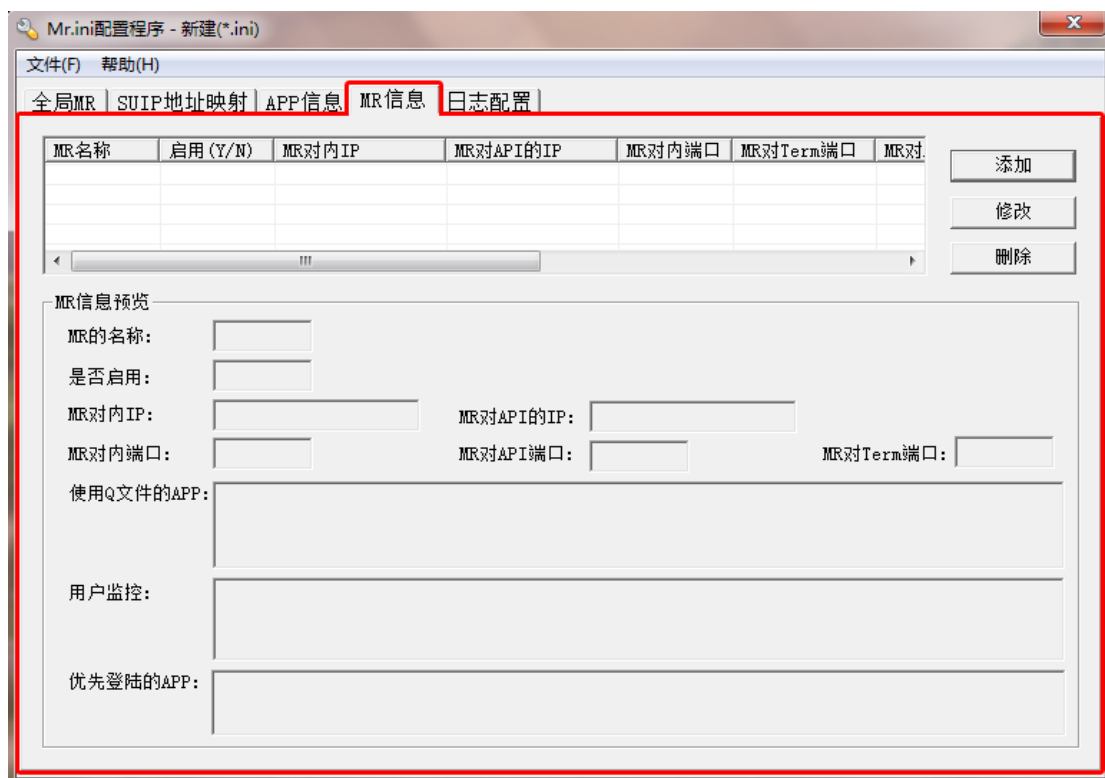 Mr.ini配置程序 - 新建(*.ini)
文件(F) 帮助(H)
全局MR SUIP地址映射 APP信息 MR信息 日志配置
MR名称 启用(Y/N) MR对内IP MR对API的IP MR对内端口 MR对Term端口 MR对
添加
修改
删除
MR信息预览
MR的名称:
是否启用:
MR对内IP: MR对API的IP:
MR对内端口: MR对API端口: MR对Term端口:
使用Q文件的APP:
用户监控:
优先登陆的APP: